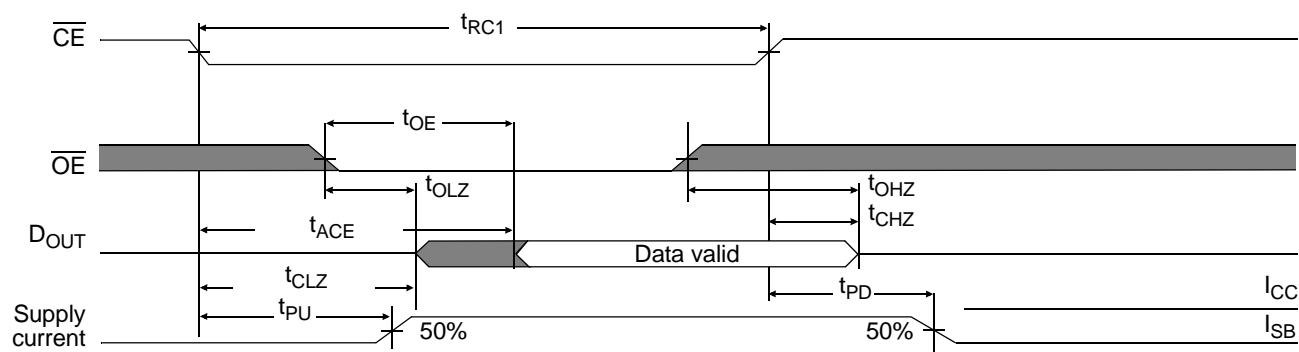 tRC1
CE
tOE
OE
tOLZ
tOHZ
tACE
tCHZ
DOUT
Data valid
tCLZ
tPD
ICC
tPU
Supply
current
50%
50%
ISB